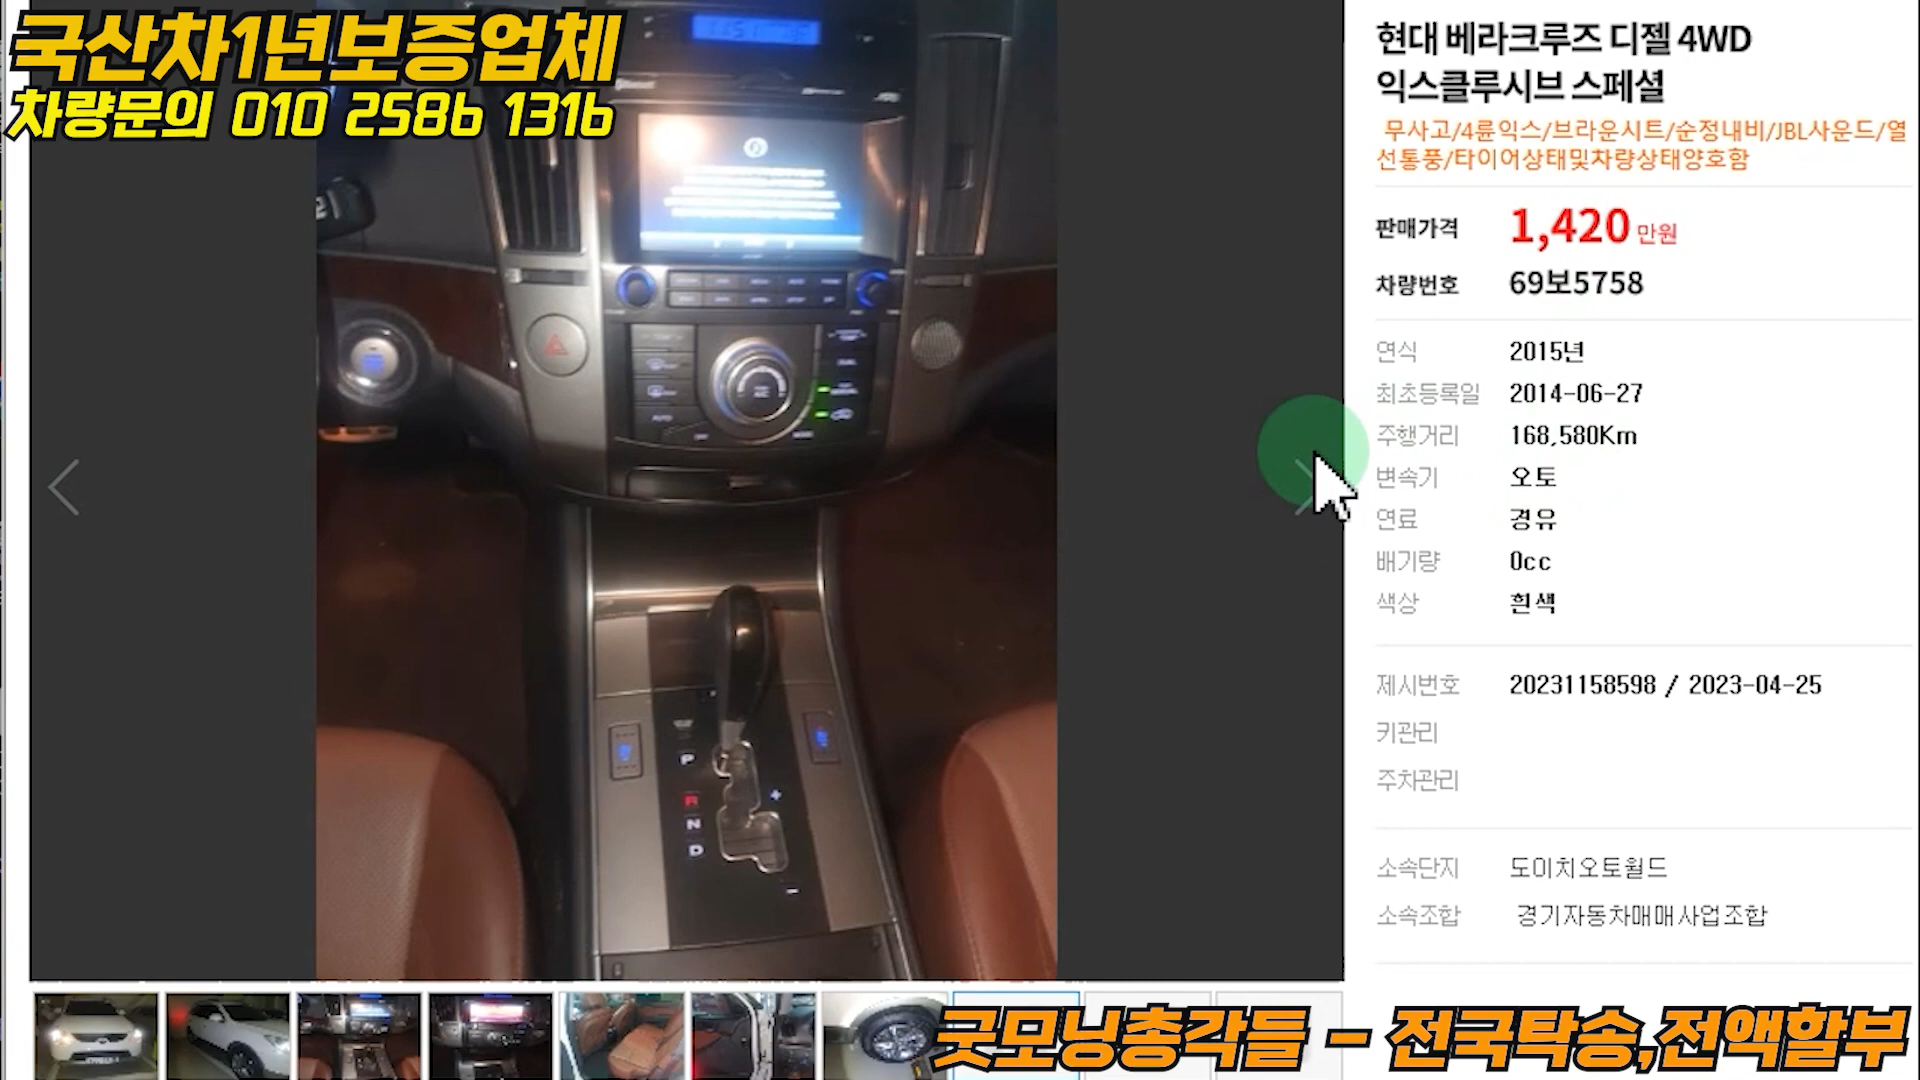 국산차1년보증업체
차량문의 010 2586 1316
현대 베라크루즈 디젤 4WD
익스클루시브 스페셜
무사고/4륜익스/브라운시트/순정내비/JBL사운드/열
선통풍/타이어상태및차량상태양호함
판매가격 1,420 만원
차량번호 69보5758
연식 2015년
최초등록일 2014-06-27
주행거리 168,580Km
변속기 오토
연료 경유
배기량 0cc
색상 흰색
제시번호 20231158598 / 2023-04-25
키관리
주차관리
소속단지 도이치오토월드
소속조합 경기자동차매매사업조합
P
R
N
D
+
-
굿모닝총각들 - 전국탁송,전액할부